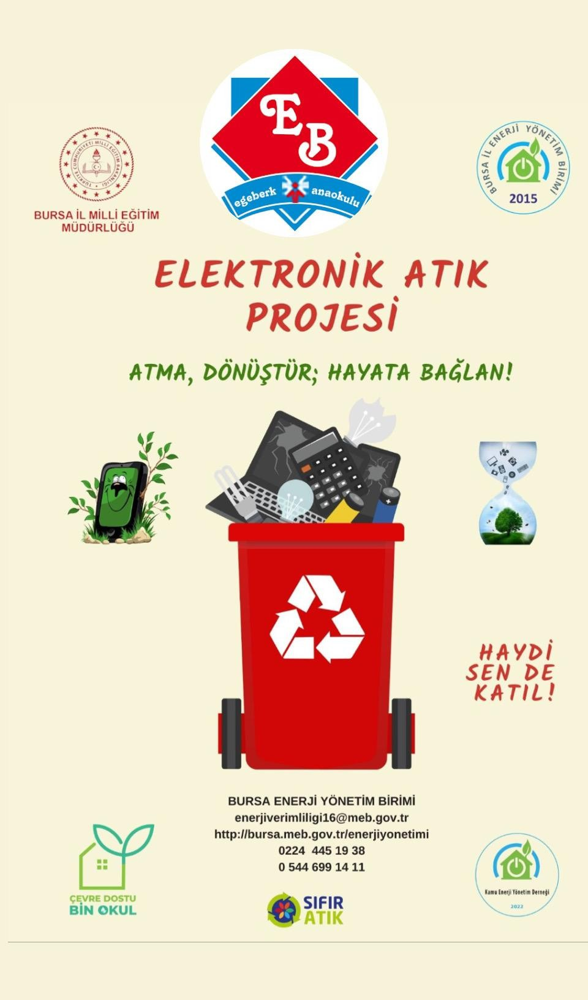 E
B
egeberk anaokulu
TÜRKİYE CUMHURİYETİ MİLLİ EĞİTİM BAKANLIĞI
BURSA İL MİLLİ EĞİTİM
MÜDÜRLÜĞÜ
BURSA İL ENERJİ YÖNETİM BİRİMİ
2015
ELEKTRONİK ATIK
PROJESİ
ATMA, DÖNÜŞTÜR; HAYATA BAĞLAN!
HAYDİ
SEN DE
KATIL!
BURSA ENERJİ YÖNETİM BİRİMİ
enerjiverimliligi16@meb.gov.tr
http://bursa.meb.gov.tr/enerjiyonetimi
0224 445 19 38
0 544 699 14 11
ÇEVRE DOSTU
BİN OKUL
SIFIR
ATIK
Kamu Enerji Yönetim Derneği
2022